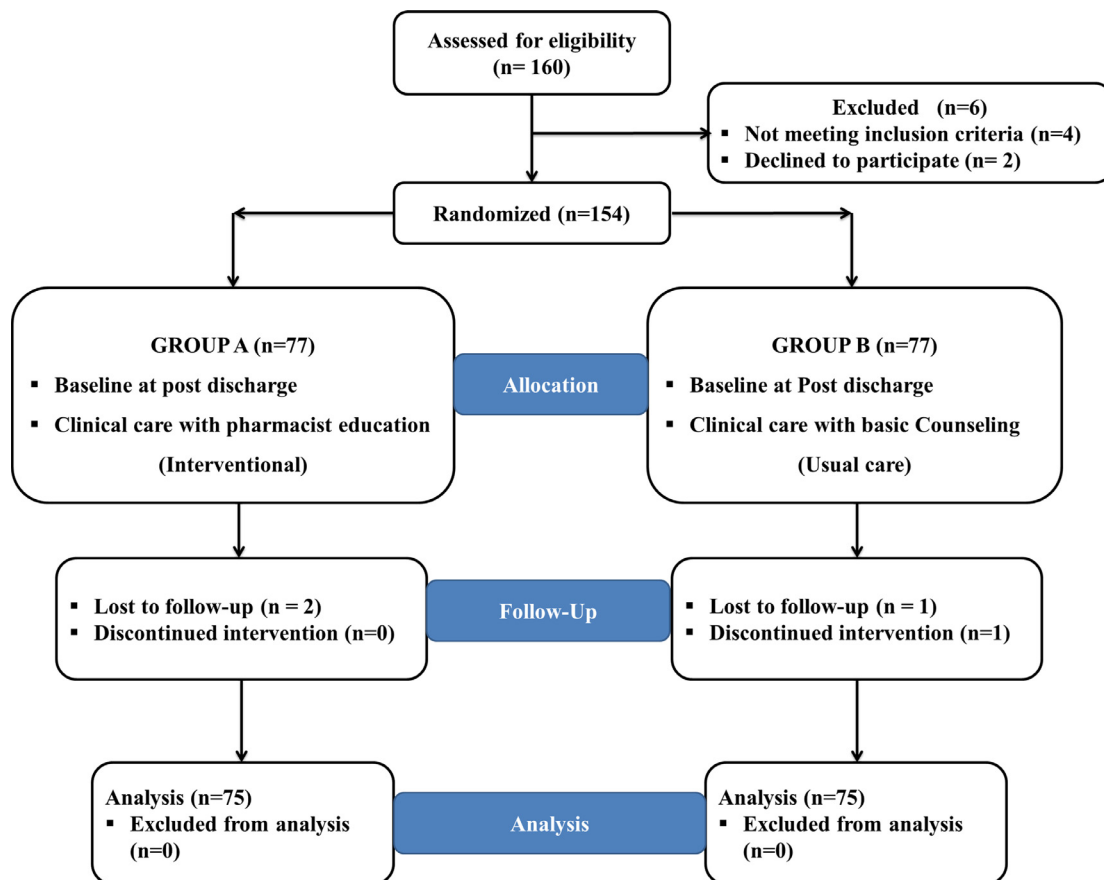 Assessed for eligibility
(n= 160)
Excluded (n=6)
▪ Not meeting inclusion criteria (n=4)
▪ Declined to participate (n= 2)
Randomized (n=154)
GROUP A (n=77)
▪ Baseline at post discharge
▪ Clinical care with pharmacist education
(Interventional)
Allocation
GROUP B (n=77)
▪ Baseline at Post discharge
▪ Clinical care with basic Counseling
(Usual care)
▪ Lost to follow-up (n = 2)
▪ Discontinued intervention (n=0)
Follow-Up
▪ Lost to follow-up (n = 1)
▪ Discontinued intervention (n=1)
Analysis (n=75)
▪ Excluded from analysis
(n=0)
Analysis
Analysis (n=75)
▪ Excluded from analysis
(n=0)